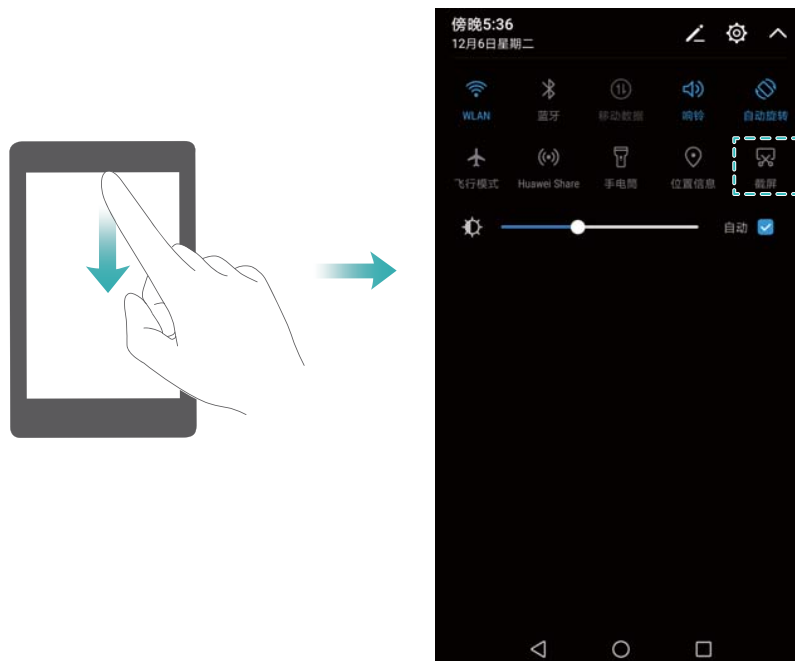 傍晚5:36
12月6日星期二
WLAN 蓝牙 移动数据 响铃 自动旋转
飞行模式 Huawei Share 手电筒 位置信息 截屏
自动